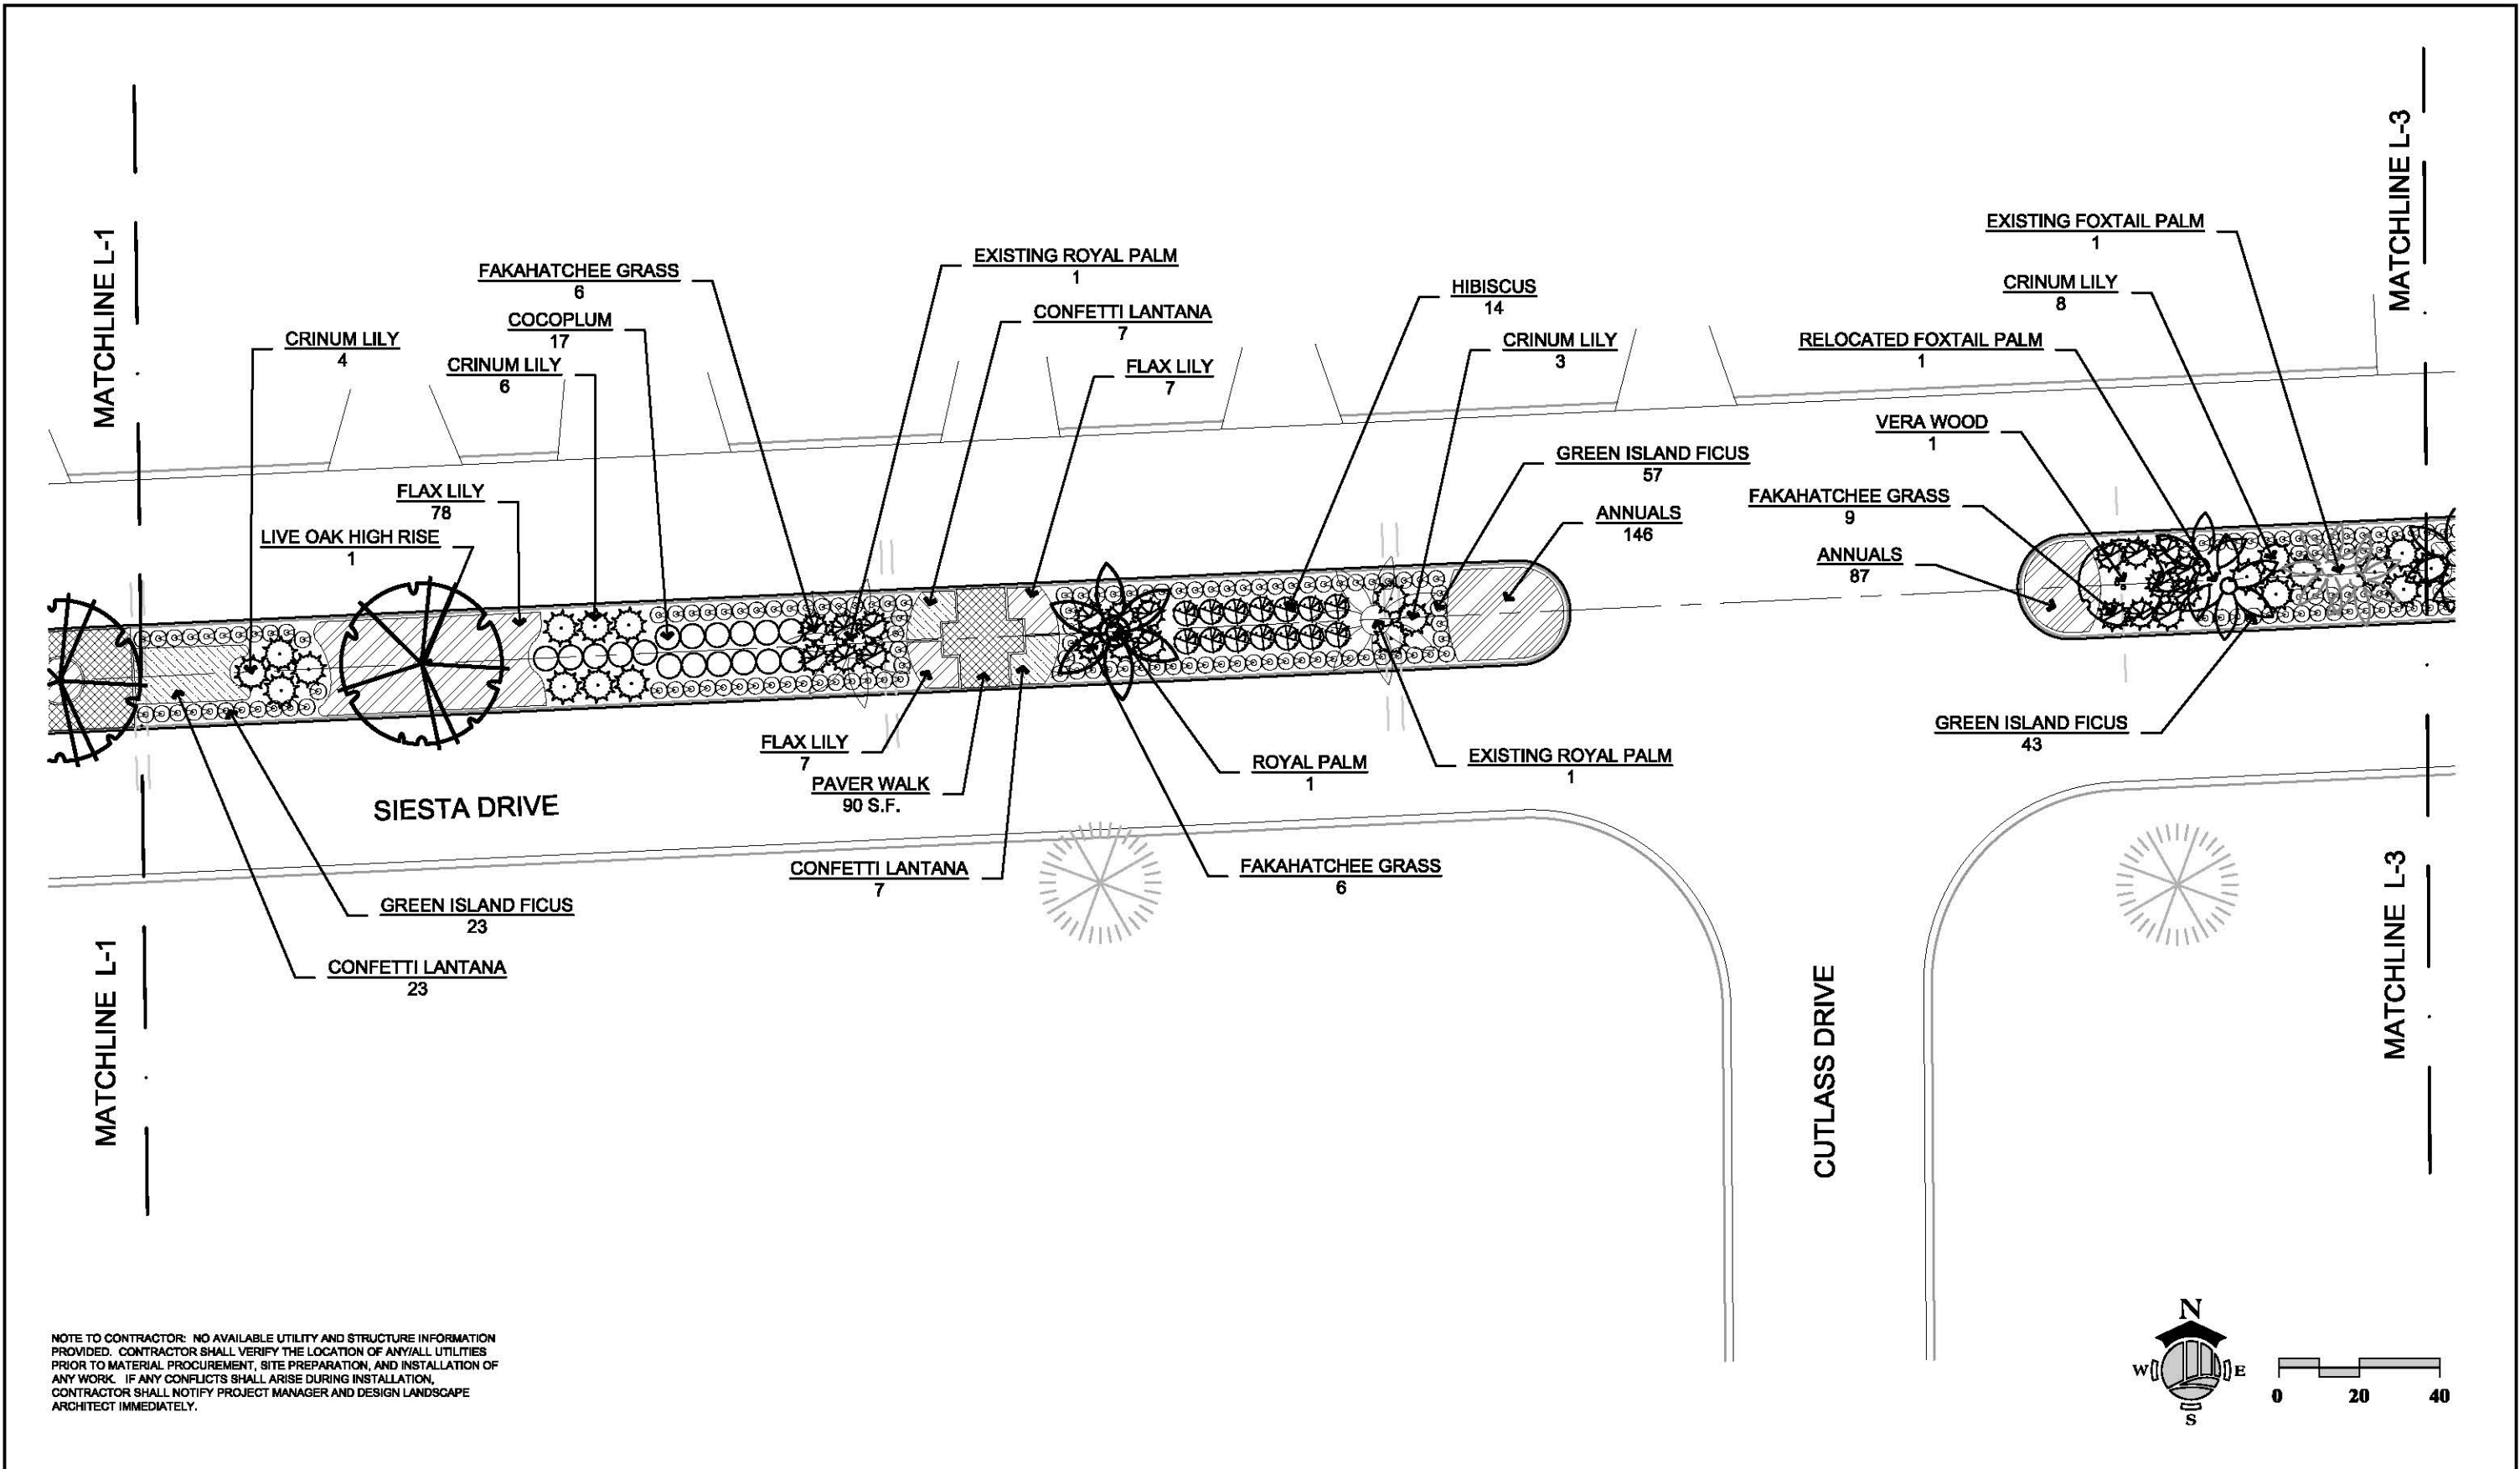 MATCHLINE L-1
MATCHLINE L-3
EXISTING FOXTAIL PALM
1
EXISTING ROYAL PALM
1
FAKAHATCHEE GRASS
6
HIBISCUS
14
CRINUM LILY
8
CONFETTI LANTANA
7
COCOPLUM
17
CRINUM LILY
4
CRINUM LILY
3
RELOCATED FOXTAIL PALM
1
CRINUM LILY
6
FLAX LILY
7
VERA WOOD
1
GREEN ISLAND FICUS
57
FLAX LILY
78
FAKAHATCHEE GRASS
9
ANNUALS
146
LIVE OAK HIGH RISE
1
ANNUALS
87
GREEN ISLAND FICUS
43
FLAX LILY
7
ROYAL PALM
1
EXISTING ROYAL PALM
1
PAVER WALK
90 S.F.
SIESTA DRIVE
CONFETTI LANTANA
7
FAKAHATCHEE GRASS
6
GREEN ISLAND FICUS
23
CONFETTI LANTANA
23
MATCHLINE L-1
CUTLASS DRIVE
MATCHLINE L-3
NOTE TO CONTRACTOR: NO AVAILABLE UTILITY AND STRUCTURE INFORMATION
PROVIDED. CONTRACTOR SHALL VERIFY THE LOCATION OF ANY/ALL UTILITIES
PRIOR TO MATERIAL PROCUREMENT, SITE PREPARATION, AND INSTALLATION OF
ANY WORK. IF ANY CONFLICTS SHALL ARISE DURING INSTALLATION,
CONTRACTOR SHALL NOTIFY PROJECT MANAGER AND DESIGN LANDSCAPE
ARCHITECT IMMEDIATELY.
N
W E
S
0 20 40